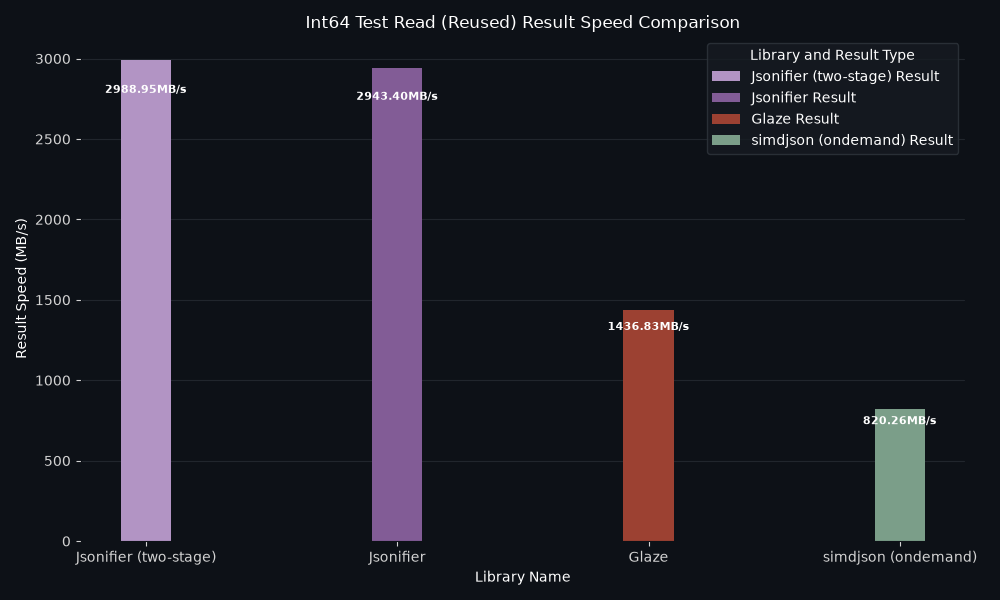 Int64 Test Read (Reused) Result Speed Comparison
Library and Result Type
Jsonifier (two-stage) Result
Jsonifier Result
Glaze Result
simdjson (ondemand) Result
Result Speed (MB/s)
3000
2500
2000
1500
1000
500
0
2988.95MB/s
2943.40MB/s
1436.83MB/s
820.26MB/s
Jsonifier (two-stage)
Jsonifier
Glaze
simdjson (ondemand)
Library Name